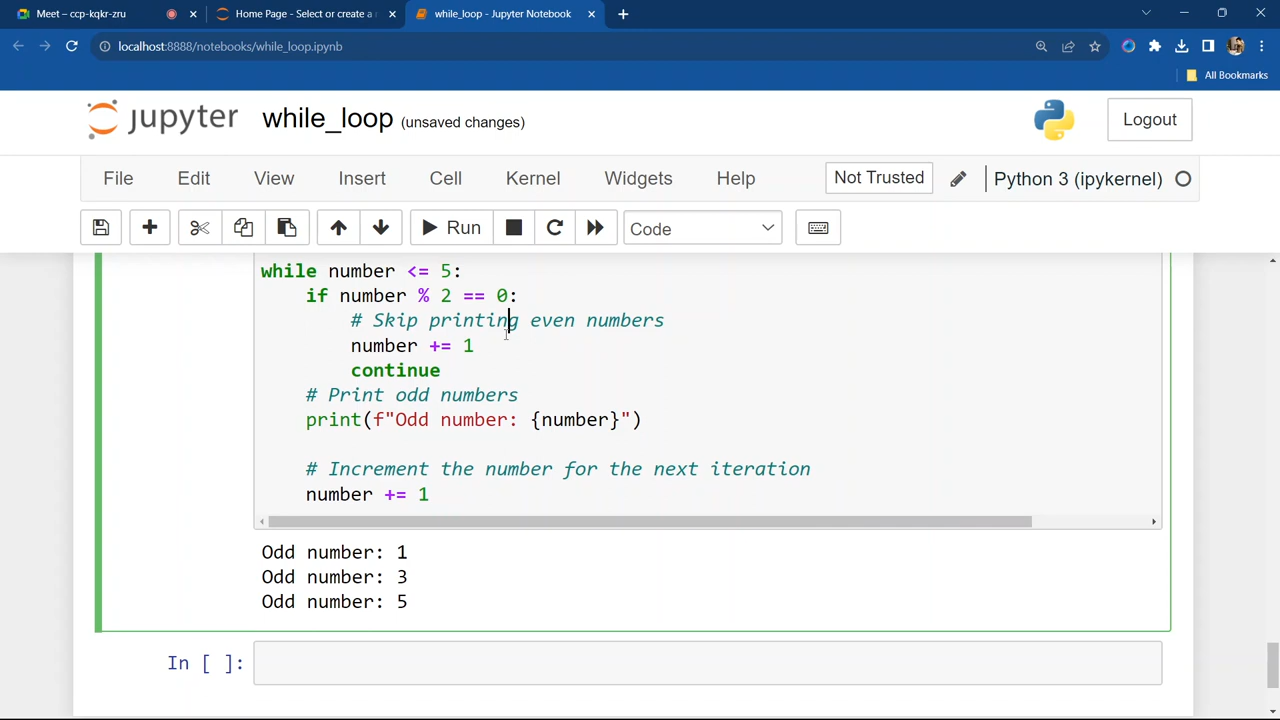 Meet – ccp-kqkr-zru
Home Page - Select or create a
while_loop - Jupyter Notebook
localhost:8888/notebooks/while_loop.ipynb
All Bookmarks
jupyter while_loop (unsaved changes)
Logout
File Edit View Insert Cell Kernel Widgets Help
Not Trusted
Python 3 (ipykernel)
Run
Code
while number <= 5:
    if number % 2 == 0:
        # Skip printing even numbers
        number += 1
        continue
    # Print odd numbers
    print(f"Odd number: {number}")
    # Increment the number for the next iteration
    number += 1
Odd number: 1
Odd number: 3
Odd number: 5
In [ ]: